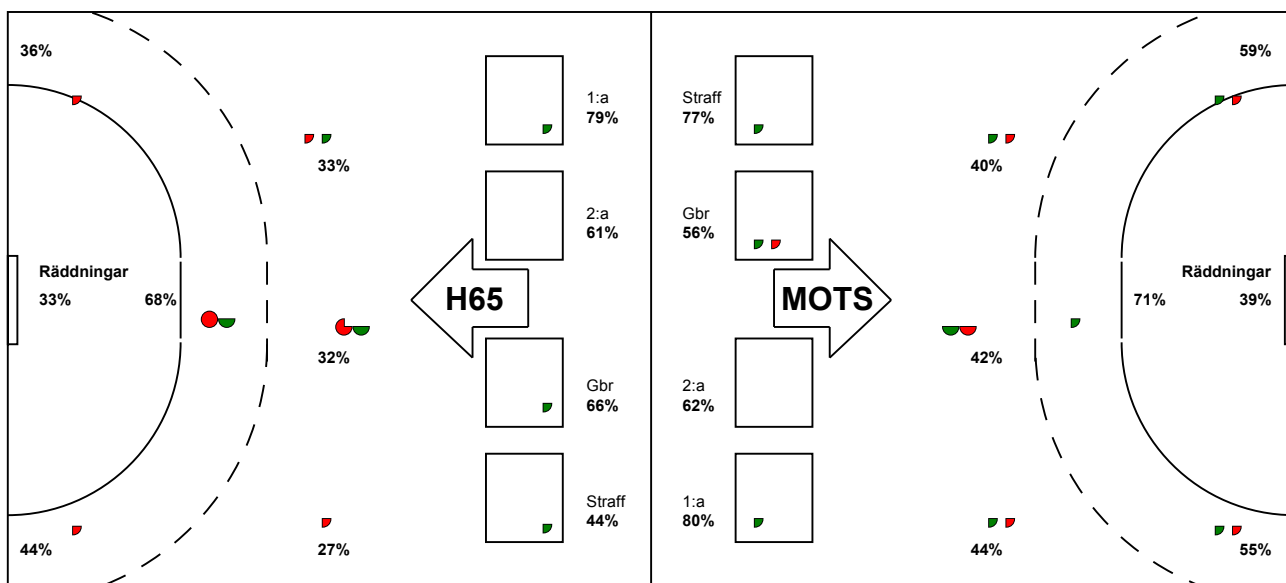 36%
1:a
79%
33%
2:a
61%
Räddningar
33%
68%
H65
32%
Gbr
66%
Straff
44%
44%
27%
Straff
77%
59%
40%
Gbr
56%
MOTS
Räddningar
71%
39%
42%
2:a
62%
1:a
80%
44%
55%